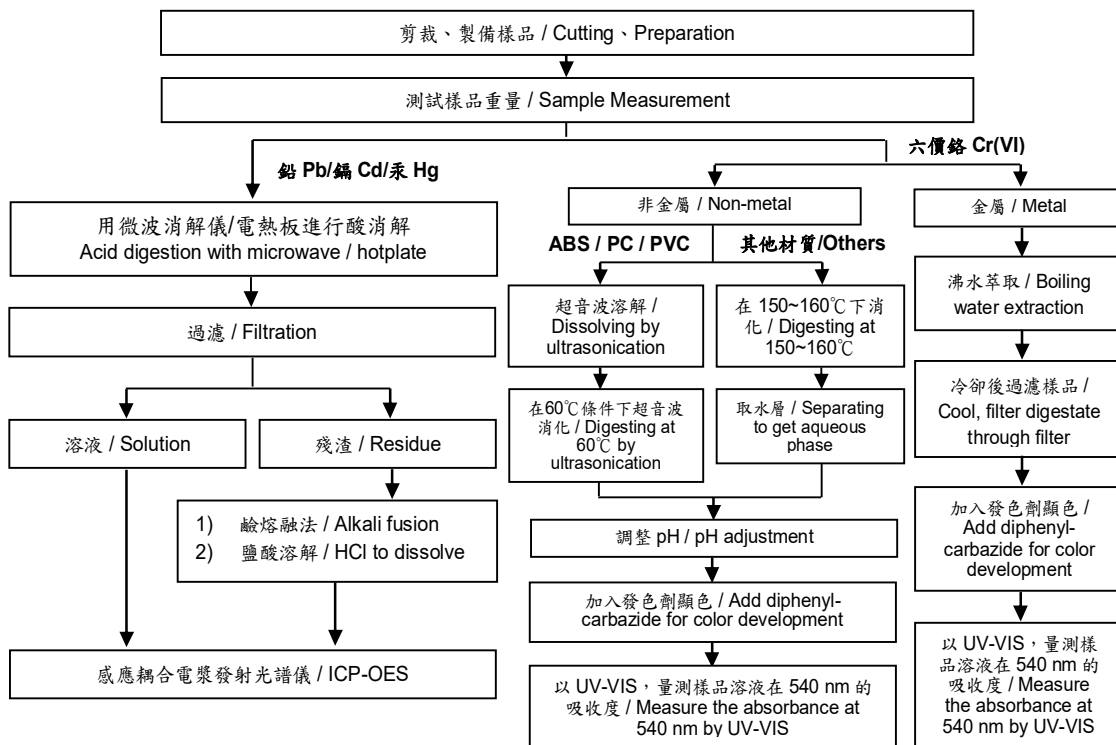 剪裁、製備樣品 / Cutting、Preparation
測試樣品重量 / Sample Measurement
鉛 Pb/鎘 Cd/汞 Hg
用微波消解儀/電熱板進行酸消解
Acid digestion with microwave / hotplate
過濾 / Filtration
溶液 / Solution
殘渣 / Residue
1) 鹼熔融法 / Alkali fusion
2) 鹽酸溶解 / HCl to dissolve
感應耦合電漿發射光譜儀 / ICP-OES
六價鉻 Cr(VI)
非金屬 / Non-metal
ABS / PC / PVC
超音波溶解 /
Dissolving by
ultrasonication
在60℃條件下超音波
消化 / Digesting at
60℃ by
ultrasonication
其他材質/Others
在 150~160℃下消
化 / Digesting at
150~160℃
取水層 / Separating
to get aqueous
phase
調整 pH / pH adjustment
加入發色劑顯色 / Add diphenyl-
carbazide for color development
以 UV-VIS，量測樣品溶液在 540 nm 的
吸收度 / Measure the absorbance at
540 nm by UV-VIS
金屬 / Metal
沸水萃取 / Boiling
water extraction
冷卻後過濾樣品 /
Cool, filter digestate
through filter
加入發色劑顯色 /
Add diphenyl-
carbazide for color
development
以 UV-VIS，量測樣
品溶液在 540 nm 的
吸收度 / Measure
the absorbance at
540 nm by UV-VIS